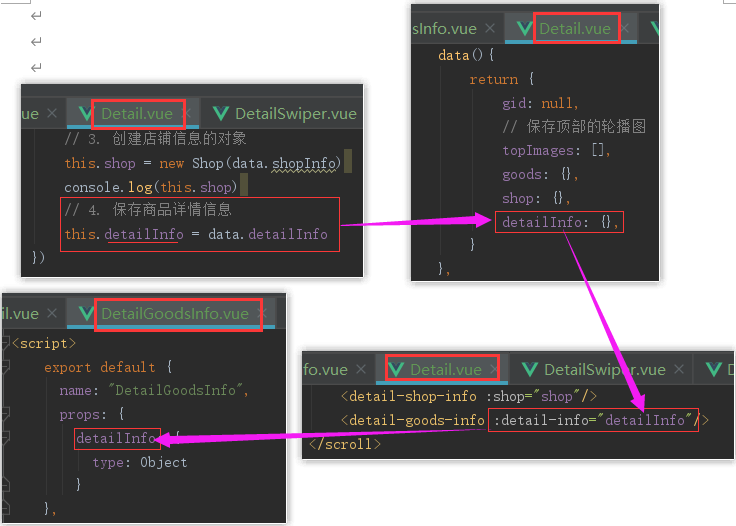 ue
Detail.vue
DetailSwiper.vue
// 3. 创建店铺信息的对象
this.shop = new Shop(data.shopInfo)
console.log(this.shop)
// 4. 保存商品详情信息
this.detailInfo = data.detailInfo
})
sInfo.vue
Detail.vue
data(){
return {
gid: null,
// 保存顶部的轮播图
topImages: [],
goods: {},
shop: {},
detailInfo: {},
}
},
il.vue
DetailGoodsInfo.vue
<script>
export default {
name: "DetailGoodsInfo",
props: {
detailInfo {
type: Object
}
},
fo.vue
Detail.vue
DetailSwiper.vue
D
<detail-shop-info :shop="shop"/>
<detail-goods-info :detail-info="detailInfo"/>
</scroll>